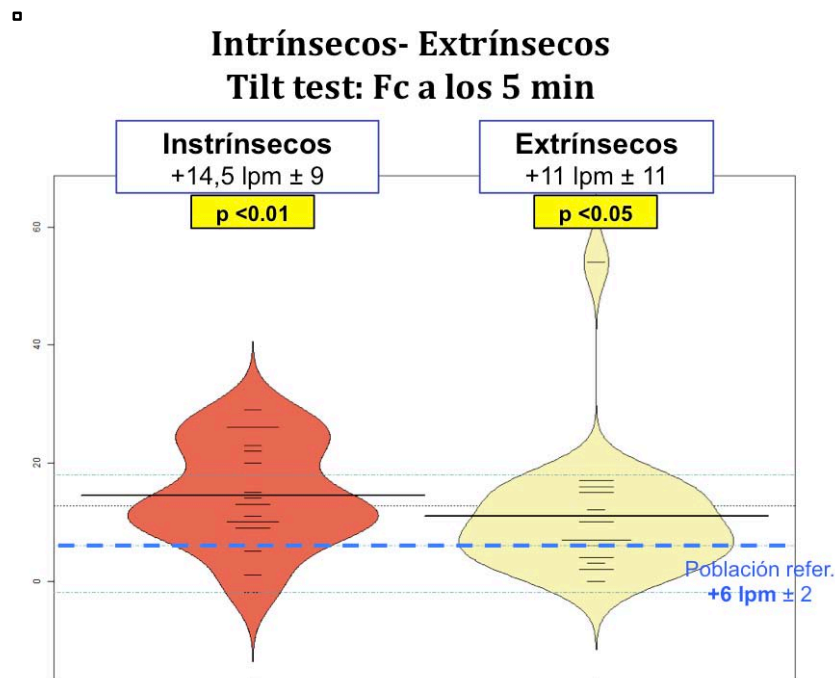 Intrínsecos- Extrínsecos
Tilt test: Fc a los 5 min
Instrínsecos
+14,5 lpm ± 9
p <0.01
Extrínsecos
+11 lpm ± 11
p <0.05
60
40
20
0
Población refer.
+6 lpm ± 2